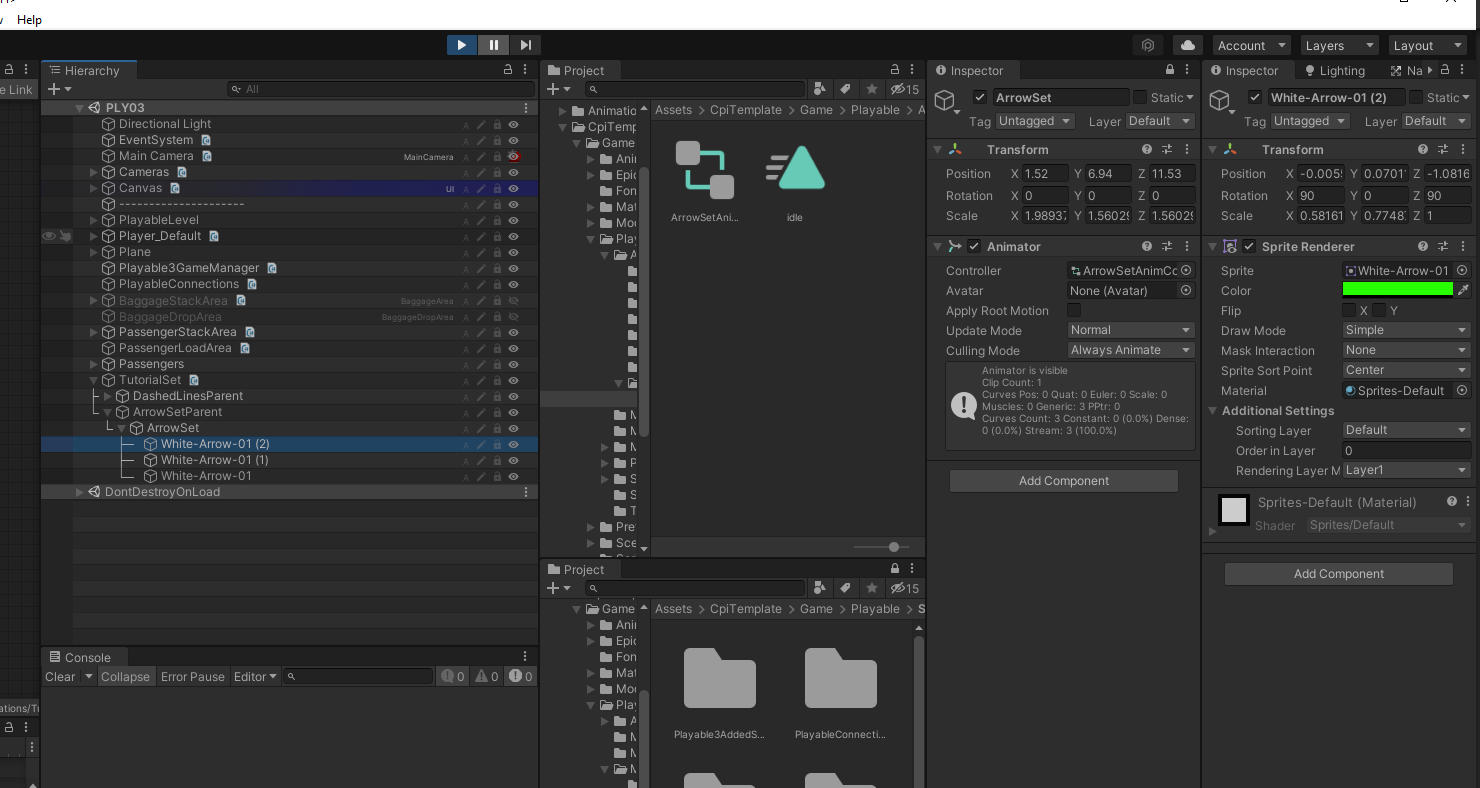 Help
Account
Layers
Layout
Link
Hierarchy
All
PLY03
Directional Light
EventSystem
Main Camera
MainCamera
Cameras
Canvas
UI
---------------------
PlayableLevel
Player_Default
Plane
Playable3GameManager
PlayableConnections
BaggageStackArea
BaggageArea
BaggageDropArea
BaggageDropArea
PassengerStackArea
PassengerLoadArea
Passengers
TutorialSet
DashedLinesParent
ArrowSetParent
ArrowSet
White-Arrow-01 (2)
White-Arrow-01 (1)
White-Arrow-01
DontDestroyOnLoad
Console
Clear
Collapse
Error Pause
Editor
0
0
0
ations/Tu
Project
15
Animatio
CpiTemp
Game
Ani
Epic
Fon
Mat
Mod
Play
A
Pre
Sce
Assets > CpiTemplate > Game > Playable > A
ArrowSetAni...
idle
Project
15
Game
Ani
Epic
Fon
Mat
Mod
Play
A
Assets > CpiTemplate > Game > Playable > S
Playable3AddedS...
PlayableConnecti...
Inspector
ArrowSet
Static
Tag Untagged Layer Default
Transform
Position X 1.52 Y 6.94 Z 11.53
Rotation X 0 Y 0 Z 0
Scale X 1.98937 Y 1.56029 Z 1.56029
Animator
Controller ArrowSetAnimCo
Avatar None (Avatar)
Apply Root Motion
Update Mode Normal
Culling Mode Always Animate
Animator is visible
Clip Count: 1
Curves Pos: 0 Quat: 0 Euler: 0 Scale: 0
Muscles: 0 Generic: 3 PPtr: 0
Curves Count: 3 Constant: 0 (0.0%) Dense:
0 (0.0%) Stream: 3 (100.0%)
Add Component
Inspector
Lighting
Na
White-Arrow-01 (2)
Static
Tag Untagged Layer Default
Transform
Position X -0.005 Y 0.0701 Z -1.0816
Rotation X 90 Y 0 Z 90
Scale X 0.58161 Y 0.7748 Z 1
Sprite Renderer
Sprite White-Arrow-01
Color
Flip X Y
Draw Mode Simple
Mask Interaction None
Sprite Sort Point Center
Material Sprites-Default
Additional Settings
Sorting Layer Default
Order in Layer 0
Rendering Layer M Layer1
Sprites-Default (Material)
Shader Sprites/Default
Add Component